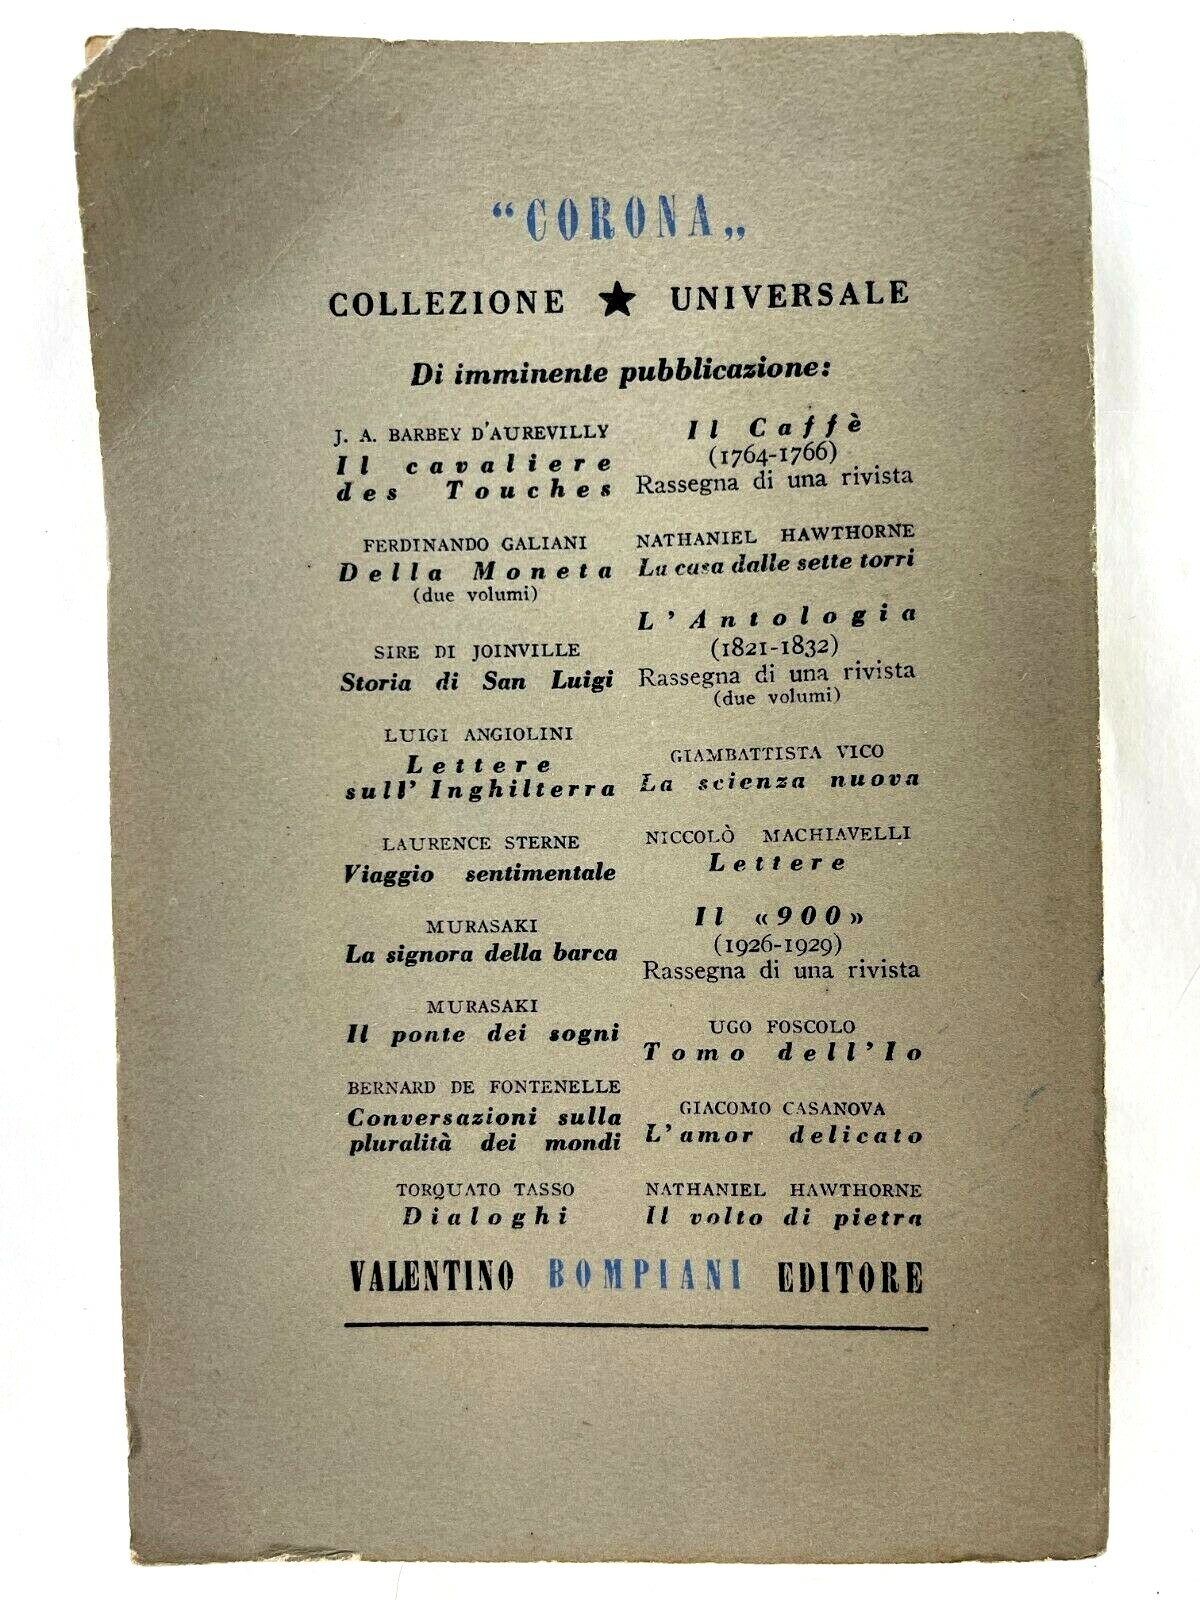 “CORONA„
COLLEZIONE ★ UNIVERSALE
Di imminente pubblicazione:
J. A. BARBEY D'AUREVILLY
Il cavaliere
des Touches
FERDINANDO GALIANI
Della Moneta
(due volumi)
SIRE DI JOINVILLE
Storia di San Luigi
LUIGI ANGIOLINI
Lettere
sull' Inghilterra
LAURENCE STERNE
Viaggio sentimentale
MURASAKI
La signora della barca
MURASAKI
Il ponte dei sogni
BERNARD DE FONTENELLE
Conversazioni sulla
pluralità dei mondi
TORQUATO TASSO
Dialoghi
Il Caffè
(1764-1766)
Rassegna di una rivista
NATHANIEL HAWTHORNE
La casa dalle sette torri
L'Antologia
(1821-1832)
Rassegna di una rivista
(due volumi)
GIAMBATTISTA VICO
La scienza nuova
NICCOLÒ MACHIAVELLI
Lettere
Il «900»
(1926-1929)
Rassegna di una rivista
UGO FOSCOLO
Tomo dell'Io
GIACOMO CASANOVA
L'amor delicato
NATHANIEL HAWTHORNE
Il volto di pietra
VALENTINO BOMPIANI EDITORE